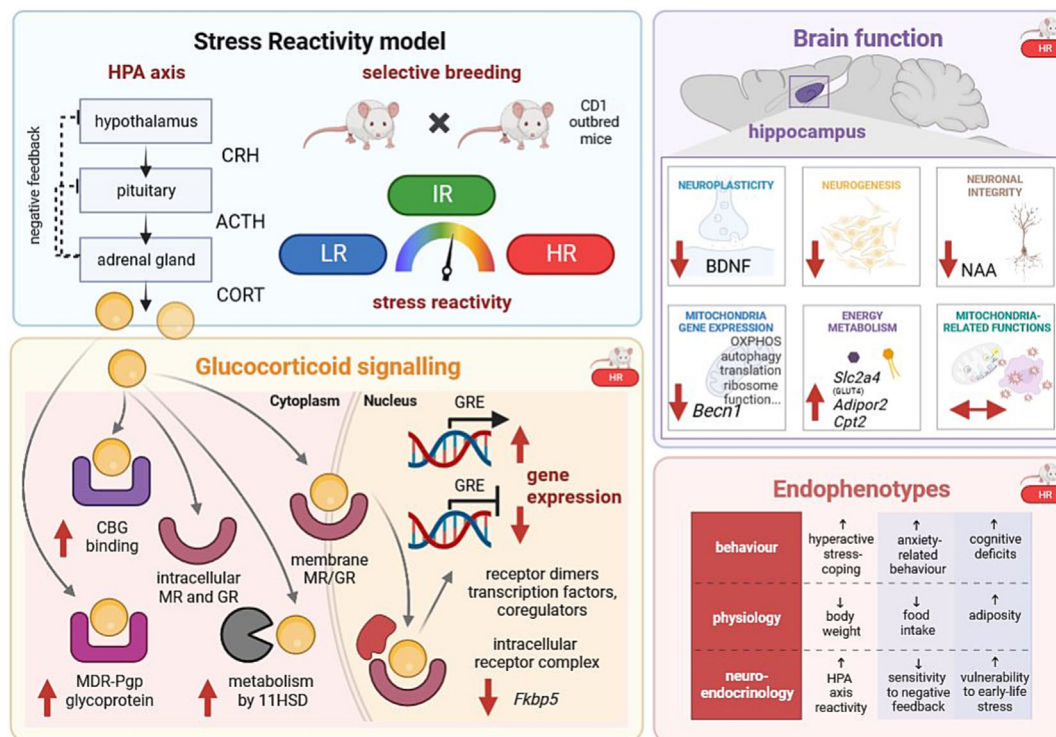 Stress Reactivity model
HPA axis
hypothalamus
CRH
pituitary
ACTH
adrenal gland
CORT
negative feedback
selective breeding
CD1
outbred
mice
IR
LR
HR
stress reactivity
Glucocorticoid signalling
HR
Cytoplasm
Nucleus
GRE
GRE
gene
expression
CBG
binding
intracellular
MR and GR
membrane
MR/GR
MDR-Pgp
glycoprotein
metabolism
by 11HSD
receptor dimers
transcription factors,
coregulators
intracellular
receptor complex
Fkbp5
Brain function
HR
hippocampus
NEUROPLASTICITY
BDNF
NEUROGENESIS
NEURONAL
INTEGRITY
NAA
MITOCHONDRIA
GENE EXPRESSION
OXPHOS
autophagy
translation
ribosome
function...
Becn1
ENERGY
METABOLISM
Slc2a4
(GLUT4)
Adipor2
Cpt2
MITOCHONDRIA-
RELATED FUNCTIONS
Endophenotypes
HR
behaviour
↑
hyperactive
stress-
coping
↑
anxiety-
related
behaviour
↑
cognitive
deficits
physiology
↓
body
weight
↓
food
intake
↑
adiposity
neuro-
endocrinology
↑
HPA
axis
reactivity
↓
sensitivity
to negative
feedback
↑
vulnerability
to early-life
stress